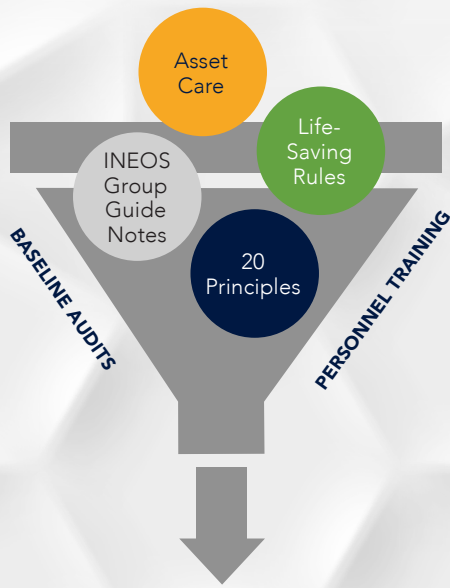 Asset
Care
Life-
Saving
Rules
INEOS
Group
Guide
Notes
20
Principles
BASELINE AUDITS
PERSONNEL TRAINING